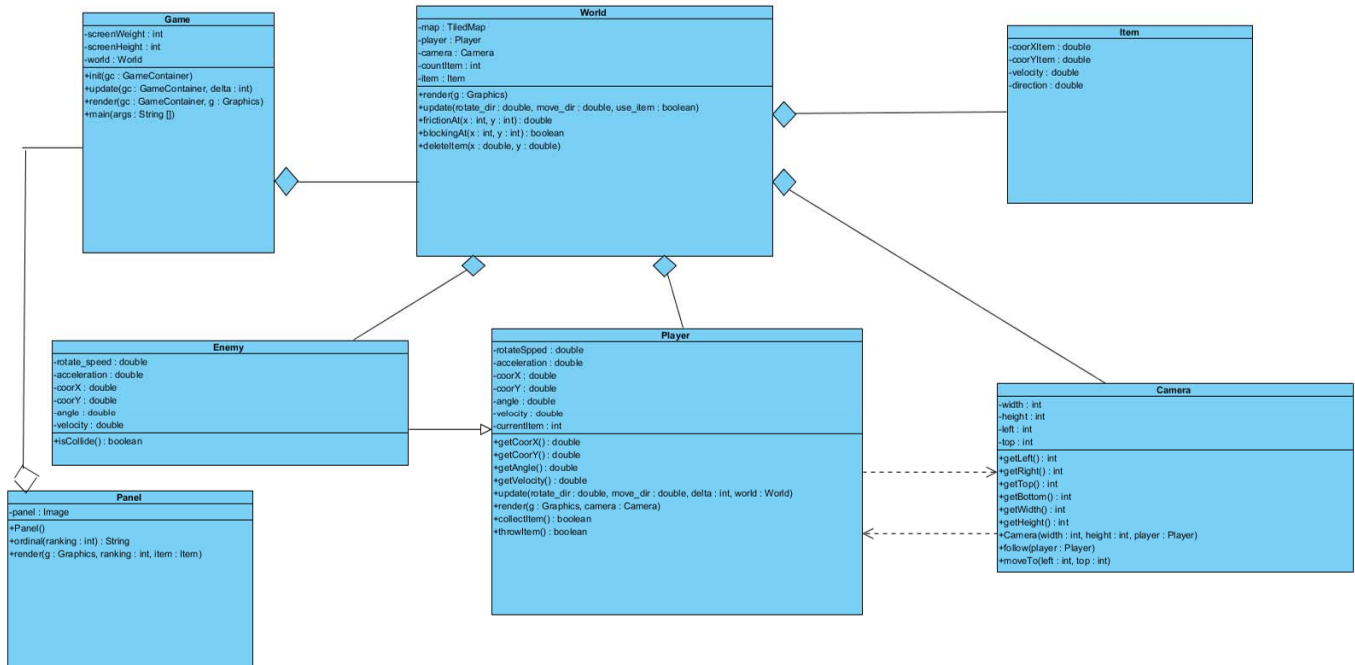 Game
-screenWeight : int
-screenHeight : int
-world : World
+init(gc : GameContainer)
+update(gc : GameContainer, delta : int)
+render(gc : GameContainer, g : Graphics)
+main(args : String [])
World
-map : TiledMap
-player : Player
-camera : Camera
-countItem : int
-item : Item
+render(g : Graphics)
+update(rotate_dir : double, move_dir : double, use_item : boolean)
+frictionAt(x : int, y : int) : double
+blockingAt(x : int, y : int) : boolean
+deleteItem(x : double, y : double)
Item
-coorXItem : double
-coorYItem : double
-velocity : double
-direction : double
Enemy
-rotate_speed : double
-acceleration : double
-coorX : double
-coorY : double
-angle : double
-velocity : double
+isCollide() : boolean
Player
-rotateSpped : double
-acceleration : double
-coorX : double
-coorY : double
-angle : double
-velocity : double
-currentItem : int
+getCoorX() : double
+getCoorY() : double
+getAngle() : double
+getVelocity() : double
+update(rotate_dir : double, move_dir : double, delta : int, world : World)
+render(g : Graphics, camera : Camera)
+collectItem() : boolean
+throwItem() : boolean
Camera
-width : int
-height : int
-left : int
-top : int
+getLeft() : int
+getRight() : int
+getTop() : int
+getBottom() : int
+getWidth() : int
+getHeight() : int
+Camera(width : int, height : int, player : Player)
+follow(player : Player)
+moveTo(left : int, top : int)
Panel
-panel : Image
+Panel()
+ordinal(ranking : int) : String
+render(g : Graphics, ranking : int, item : Item)